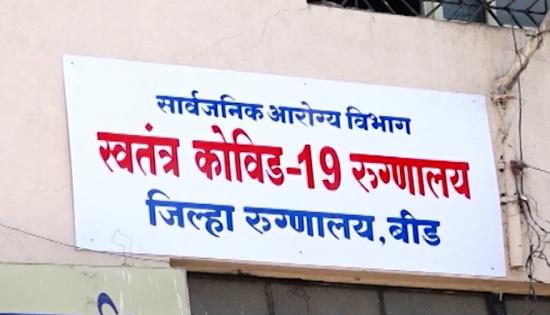 सार्वजनिक आरोग्य विभाग
स्वतंत्र कोविड-19 रुग्णालय
जिल्हा रुग्णालय, बीड